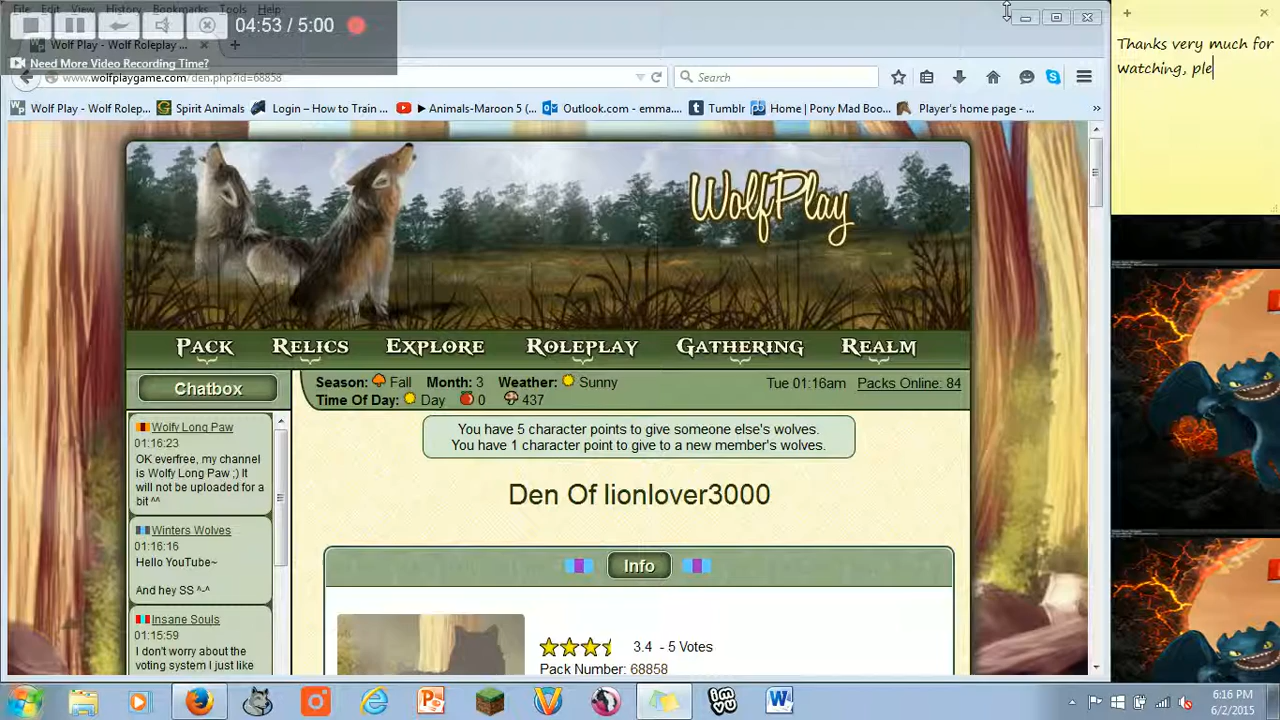 File Edit View History Bookmarks Tools Help
04:53 / 5:00
Wolf Play - Wolf Roleplay ...
Need More Video Recording Time?
www.wolfplaygame.com/den.php?id=68858
Search
Wolf Play - Wolf Rolep...
Spirit Animals
Login – How to Train ...
▶ Animals-Maroon 5 (...
Outlook.com - emma....
Tumblr
Home | Pony Mad Boo...
Player's home page - ...
Thanks very much for
watching, ple
WolfPlay
PACK RELICS EXPLORE ROLEPLAY GATHERING REALM
Chatbox
Season: Fall Month: 3 Weather: Sunny
Time Of Day: Day 0 437
Tue 01:16am Packs Online: 84
Wolfy Long Paw
01:16:23
OK everfree, my channel
is Wolfy Long Paw ;) It
will not be uploaded for a
bit ^^
Winters Wolves
01:16:16
Hello YouTube~
And hey SS ^-^
Insane Souls
01:15:59
I don't worry about the
voting system I just like
You have 5 character points to give someone else's wolves.
You have 1 character point to give to a new member's wolves.
Den Of lionlover3000
Info
3.4 - 5 Votes
Pack Number: 68858
6:16 PM
6/2/2015